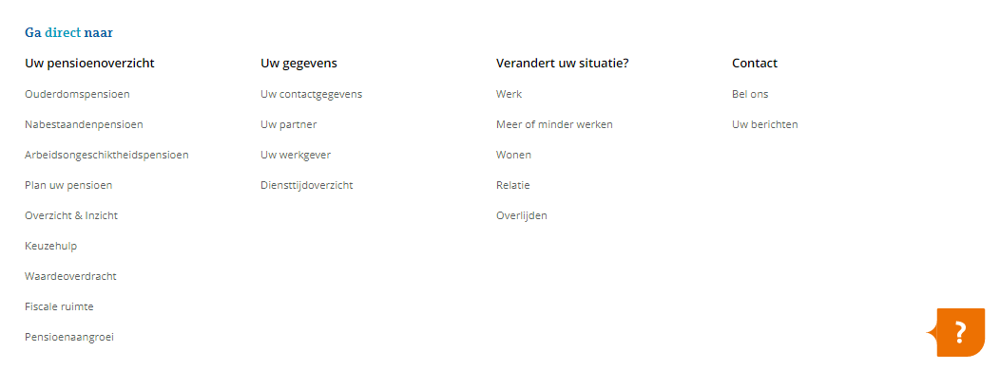 Ga direct naar
Uw pensioenoverzicht
Ouderdomspensioen
Nabestaandenpensioen
Arbeidsongeschiktheidspensioen
Plan uw pensioen
Overzicht & Inzicht
Keuzehulp
Waardeoverdracht
Fiscale ruimte
Pensioenaangroei
Uw gegevens
Uw contactgegevens
Uw partner
Uw werkgever
Diensttijdoverzicht
Verandert uw situatie?
Werk
Meer of minder werken
Wonen
Relatie
Overlijden
Contact
Bel ons
Uw berichten
?